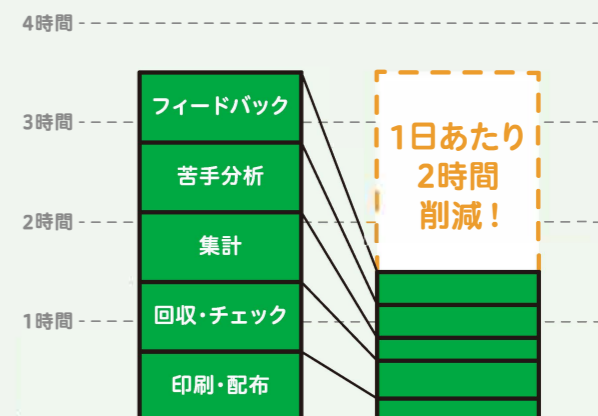 4時間
3時間
2時間
1時間
フィードバック
苦手分析
集計
回収・チェック
印刷・配布
1日あたり
2時間
削減！